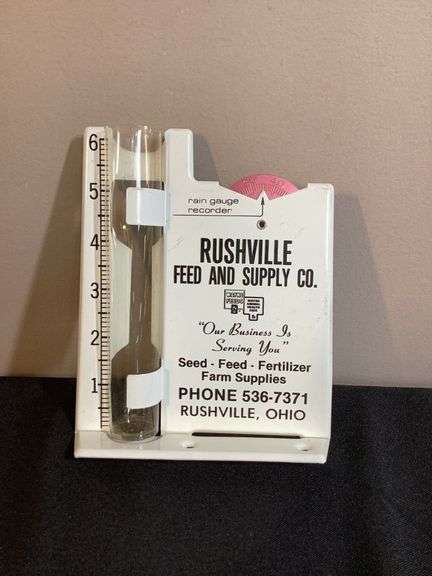 6
5
4
3
2
1
rain gauge
recorder
RUSHVILLE
FEED AND SUPPLY CO.
"Our Business Is
Serving You"
Seed - Feed - Fertilizer
Farm Supplies
PHONE 536-7371
RUSHVILLE, OHIO